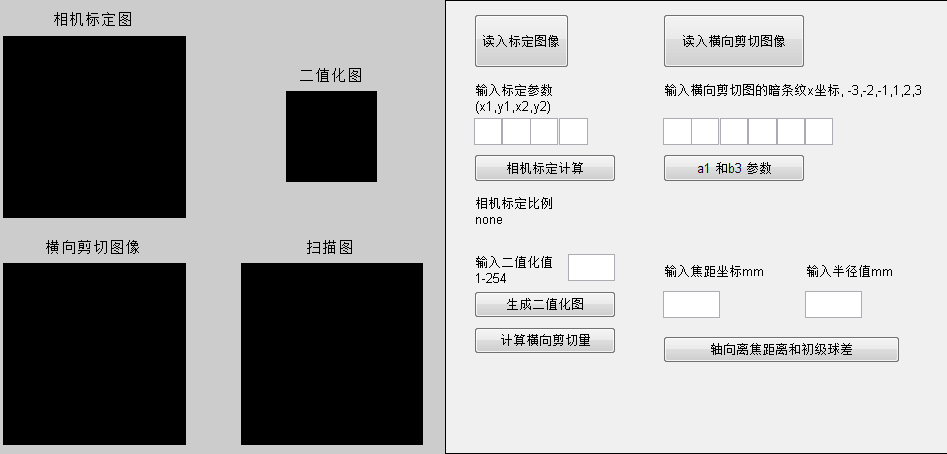 相机标定图
二值化图
横向剪切图像
扫描图
读入标定图像
读入横向剪切图像
输入标定参数
(x1,y1,x2,y2)
输入横向剪切图的暗条纹x坐标, -3,-2,-1,1,2,3
相机标定计算
a1 和b3 参数
相机标定比例
none
输入二值化值
1-254
输入焦距坐标mm
输入半径值mm
生成二值化图
计算横向剪切量
轴向离焦距离和初级球差